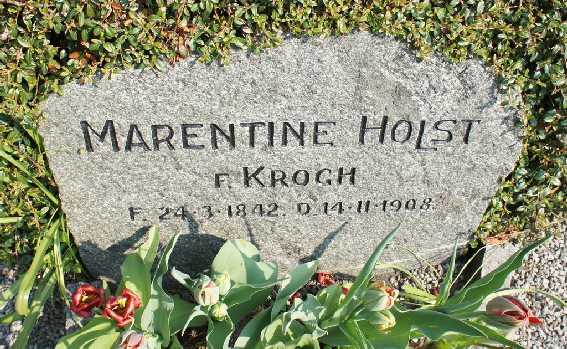 MARENTINE HOLST
F. KROGH
F. 24·3·1842. D. 14·11·1908.